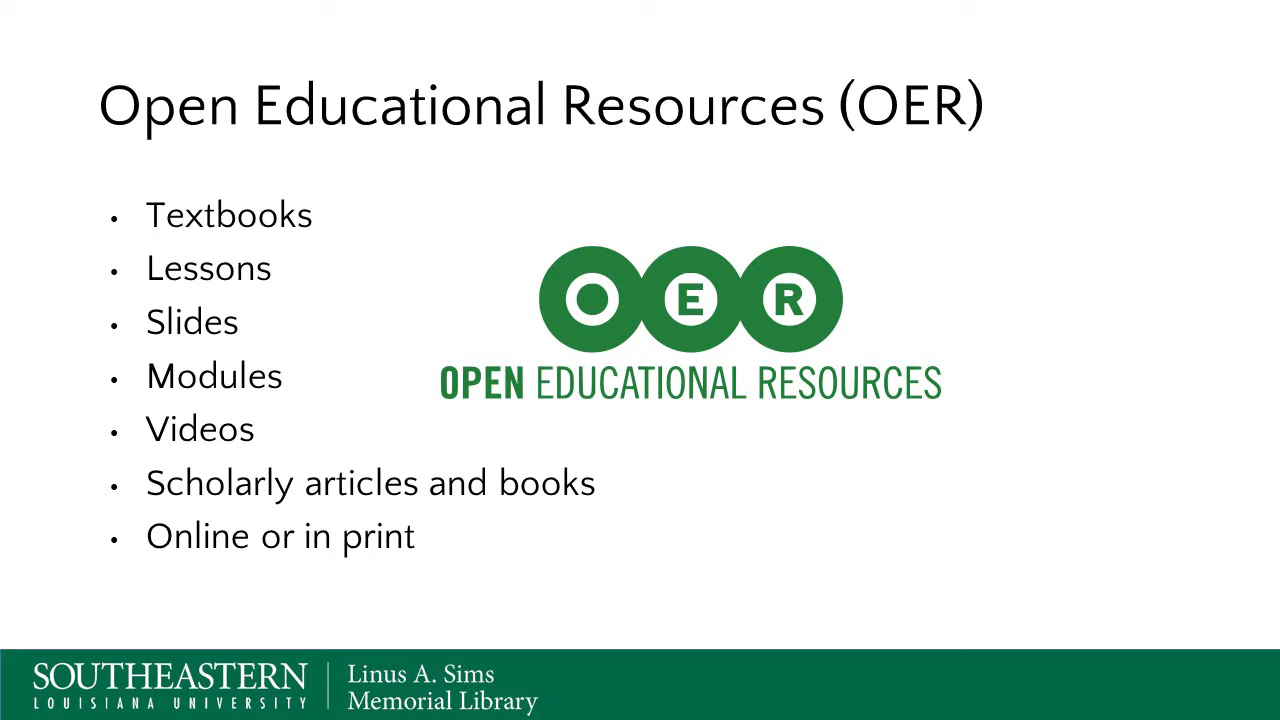 Open Educational Resources (OER)
• Textbooks
• Lessons
• Slides
• Modules
• Videos
• Scholarly articles and books
• Online or in print
O E R
OPEN EDUCATIONAL RESOURCES
SOUTHEASTERN
LOUISIANA UNIVERSITY
Linus A. Sims
Memorial Library